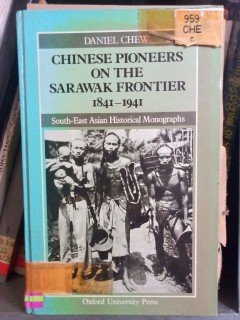 959
CHE
c
DANIEL CHEW
CHINESE PIONEERS
ON THE
SARAWAK FRONTIER
1841–1941
South-East Asian Historical Monographs
Oxford University Press